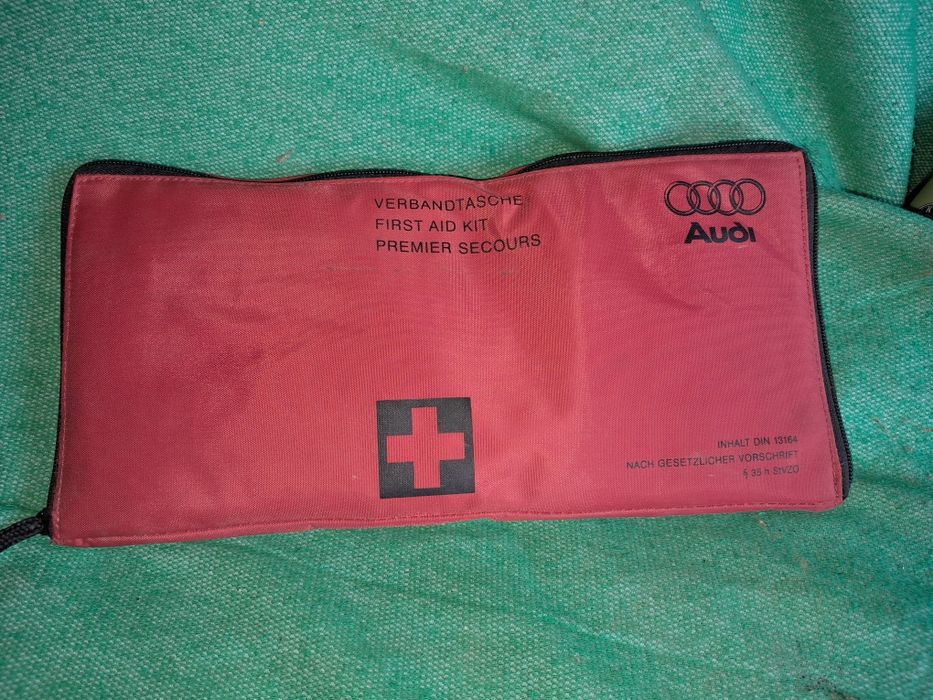 VERBANDTASCHE
FIRST AID KIT
PREMIER SECOURS
Audi
INHALT DIN 13164
NACH GESETZLICHER VORSCHRIFT
§ 35 h StVZO